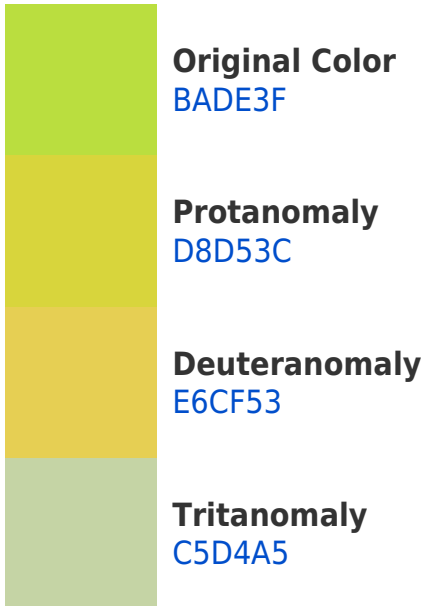 Original Color
BADE3F
Protanomaly
D8D53C
Deuteranomaly
E6CF53
Tritanomaly
C5D4A5